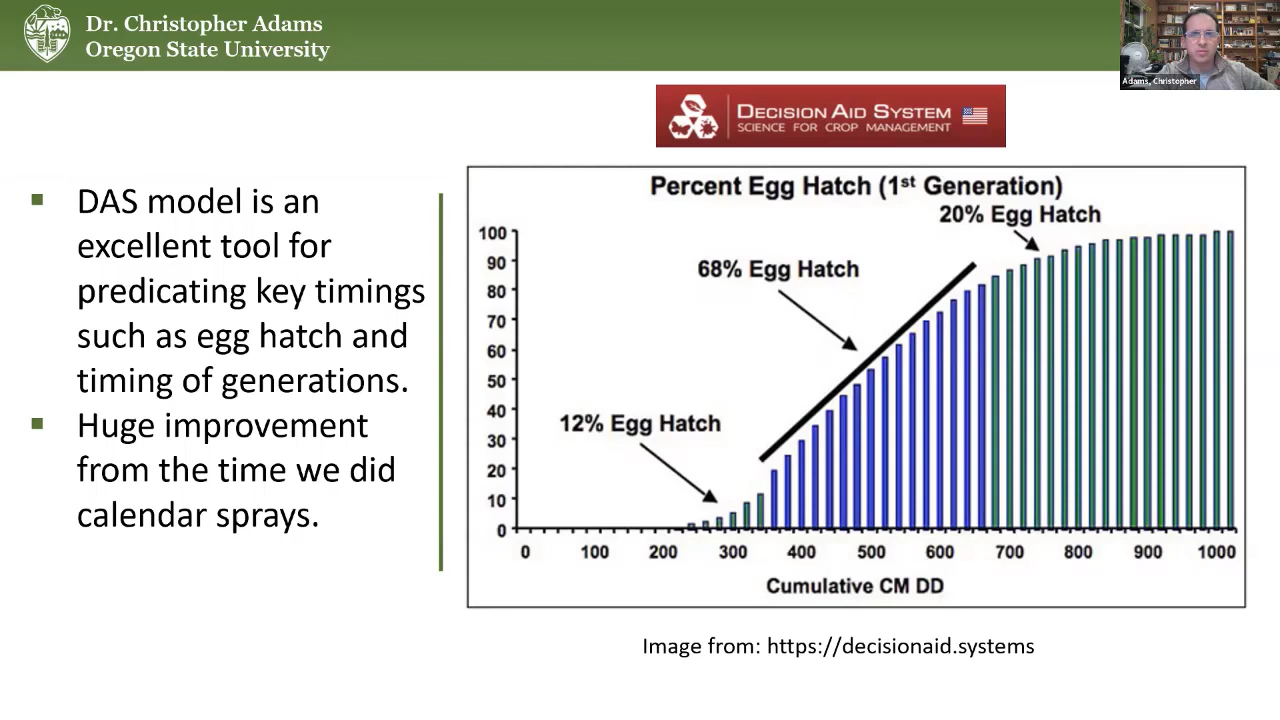 Dr. Christopher Adams
Oregon State University
Adams, Christopher
DECISION AID SYSTEM
SCIENCE FOR CROP MANAGEMENT
▪ DAS model is an
excellent tool for
predicating key timings
such as egg hatch and
timing of generations.
▪ Huge improvement
from the time we did
calendar sprays.
Percent Egg Hatch (1st Generation)
20% Egg Hatch
68% Egg Hatch
12% Egg Hatch
100
90
80
70
60
50
40
30
20
10
0
0 100 200 300 400 500 600 700 800 900 1000
Cumulative CM DD
Image from: https://decisionaid.systems